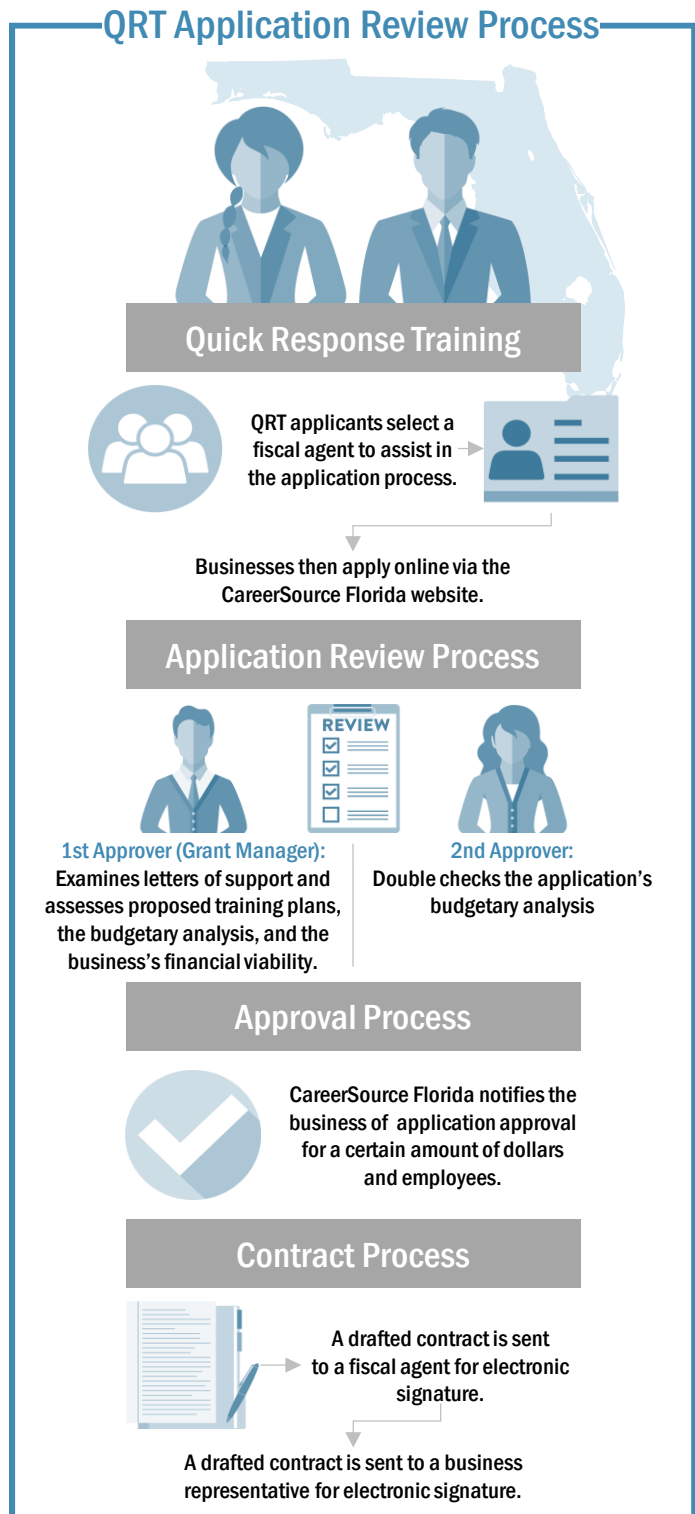 QRT Application Review Process
Quick Response Training
QRT applicants select a
fiscal agent to assist in
the application process.
Businesses then apply online via the
CareerSource Florida website.
Application Review Process
REVIEW
1st Approver (Grant Manager):
Examines letters of support and
assesses proposed training plans,
the budgetary analysis, and the
business's financial viability.
2nd Approver:
Double checks the application's
budgetary analysis
Approval Process
CareerSource Florida notifies the
business of application approval
for a certain amount of dollars
and employees.
Contract Process
A drafted contract is sent
to a fiscal agent for electronic
signature.
A drafted contract is sent to a business
representative for electronic signature.